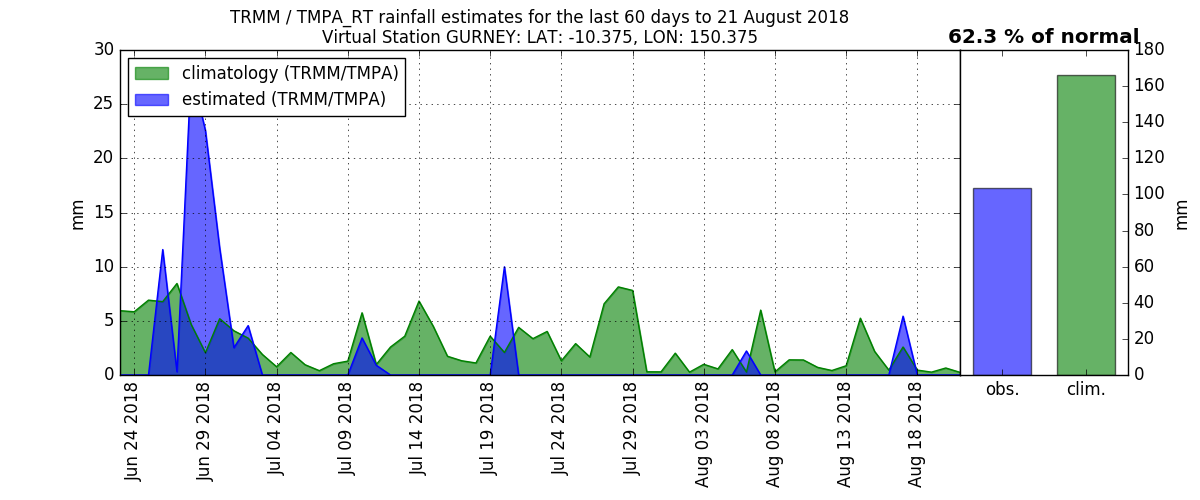 TRMM / TMPA_RT rainfall estimates for the last 60 days to 21 August 2018
Virtual Station GURNEY: LAT: -10.375, LON: 150.375
62.3 % of normal
climatology (TRMM/TMPA)
estimated (TRMM/TMPA)
mm
30
25
20
15
10
5
0
Jun 24 2018
Jun 29 2018
Jul 04 2018
Jul 09 2018
Jul 14 2018
Jul 19 2018
Jul 24 2018
Jul 29 2018
Aug 03 2018
Aug 08 2018
Aug 13 2018
Aug 18 2018
obs.
clim.
180
160
140
120
100
80
60
40
20
0
mm